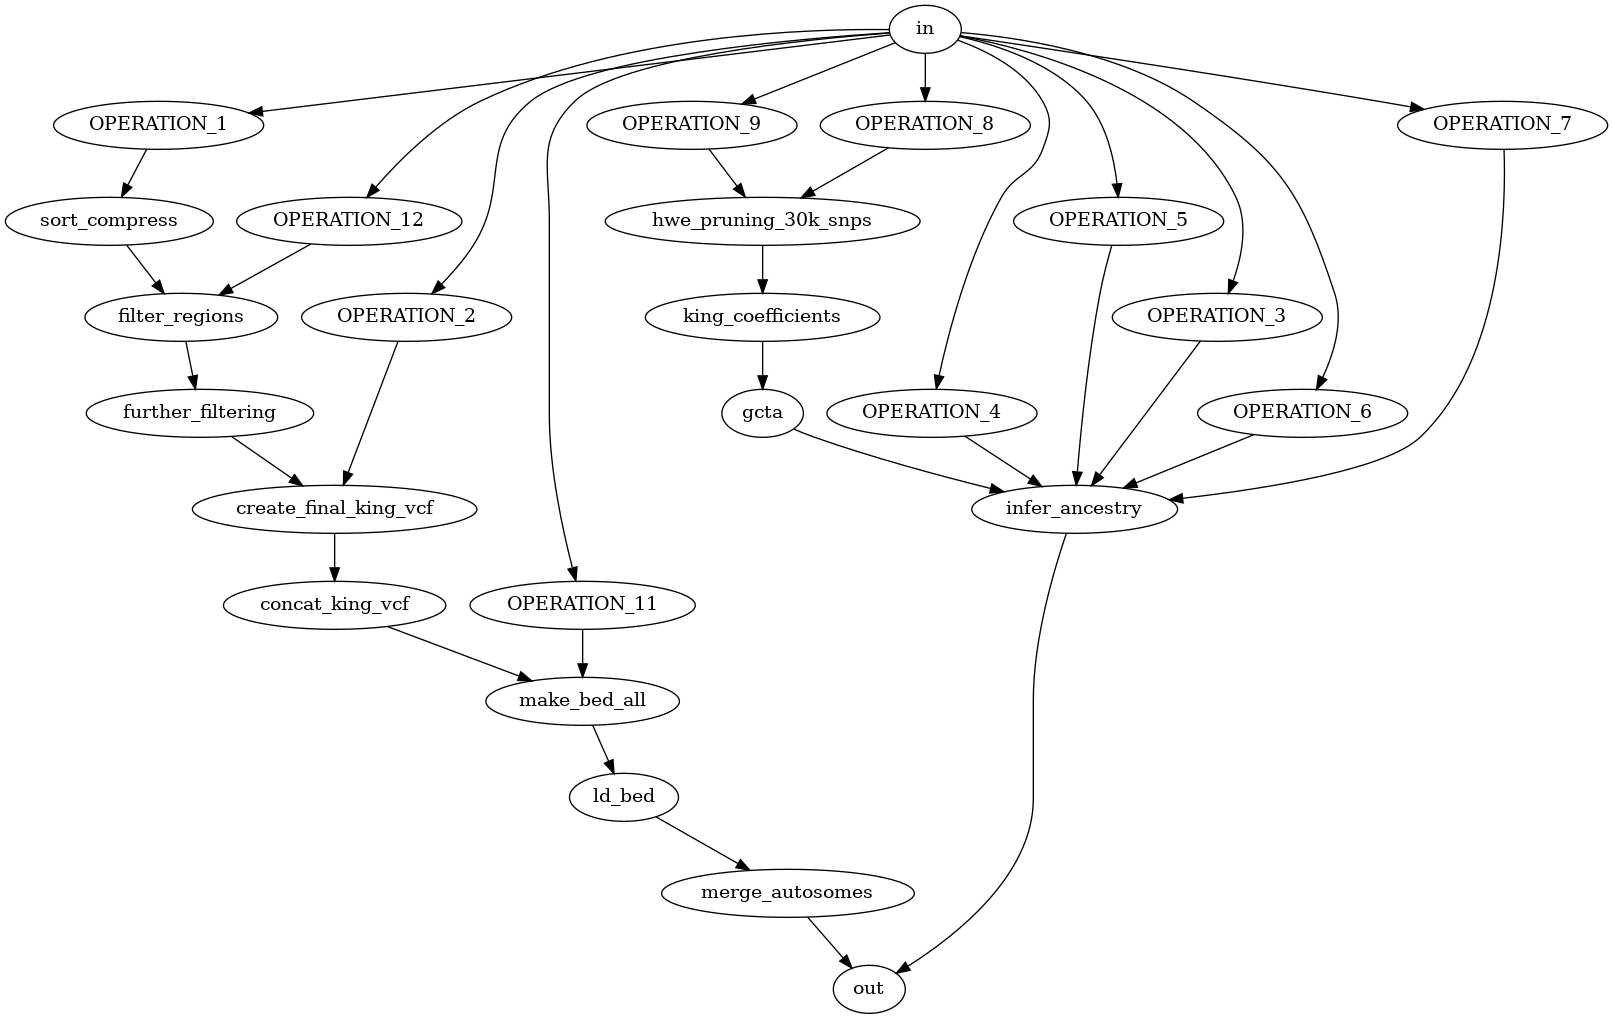 in
OPERATION_1
OPERATION_9
OPERATION_8
OPERATION_7
sort_compress
OPERATION_12
hwe_pruning_30k_snps
OPERATION_5
filter_regions
OPERATION_2
king_coefficients
OPERATION_3
further_filtering
gcta
OPERATION_4
OPERATION_6
create_final_king_vcf
infer_ancestry
concat_king_vcf
OPERATION_11
make_bed_all
ld_bed
merge_autosomes
out